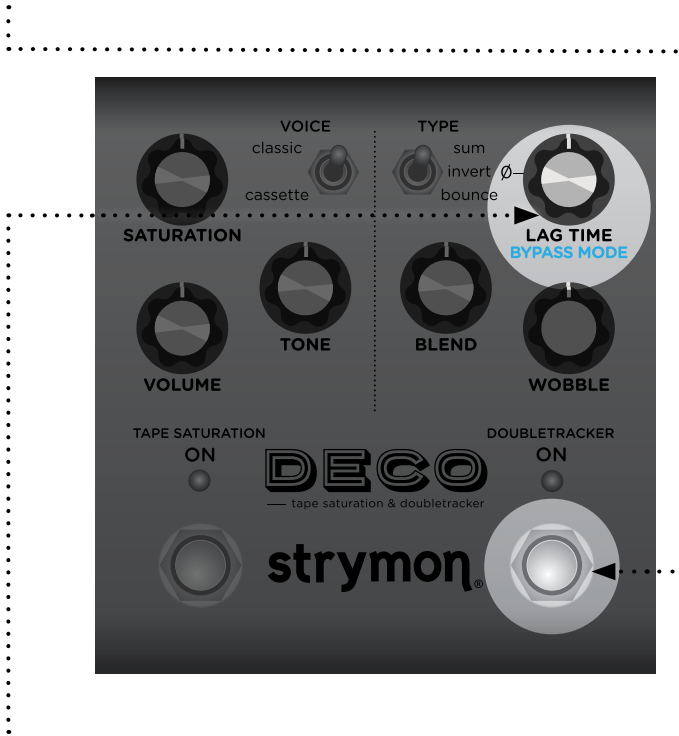 VOICE
classic
cassette
TYPE
sum
invert Ø
bounce
SATURATION
LAG TIME
BYPASS MODE
TONE
BLEND
VOLUME
WOBBLE
TAPE SATURATION
ON
DOUBLETRACKER
ON
DECO
tape saturation & doubletracker
strymon®